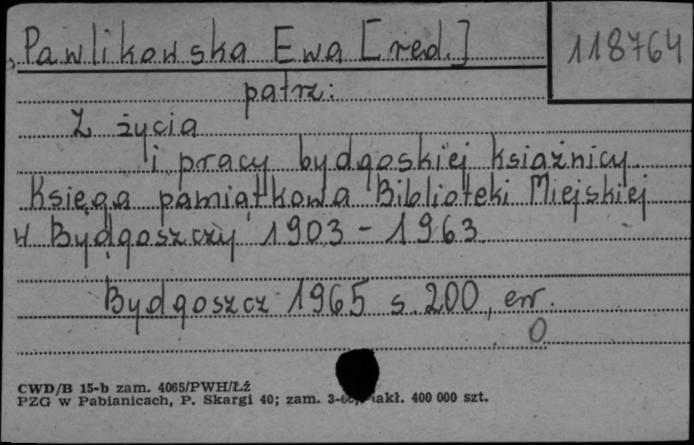 Pawlikowska Ewa [red.]
118764
patrz:
Z życia
i pracy bydgoskiej książnicy.
Księga pamiątkowa Biblioteki Miejskiej
w Bydgoszczy 1903-1963
Bydgoszcz 1965 s. 200, err.
0
CWD/B 15-b zam. 4065/PWH/Łź
PZG w Pabianicach, P. Skargi 40; zam. nakł. 400 000 szt.